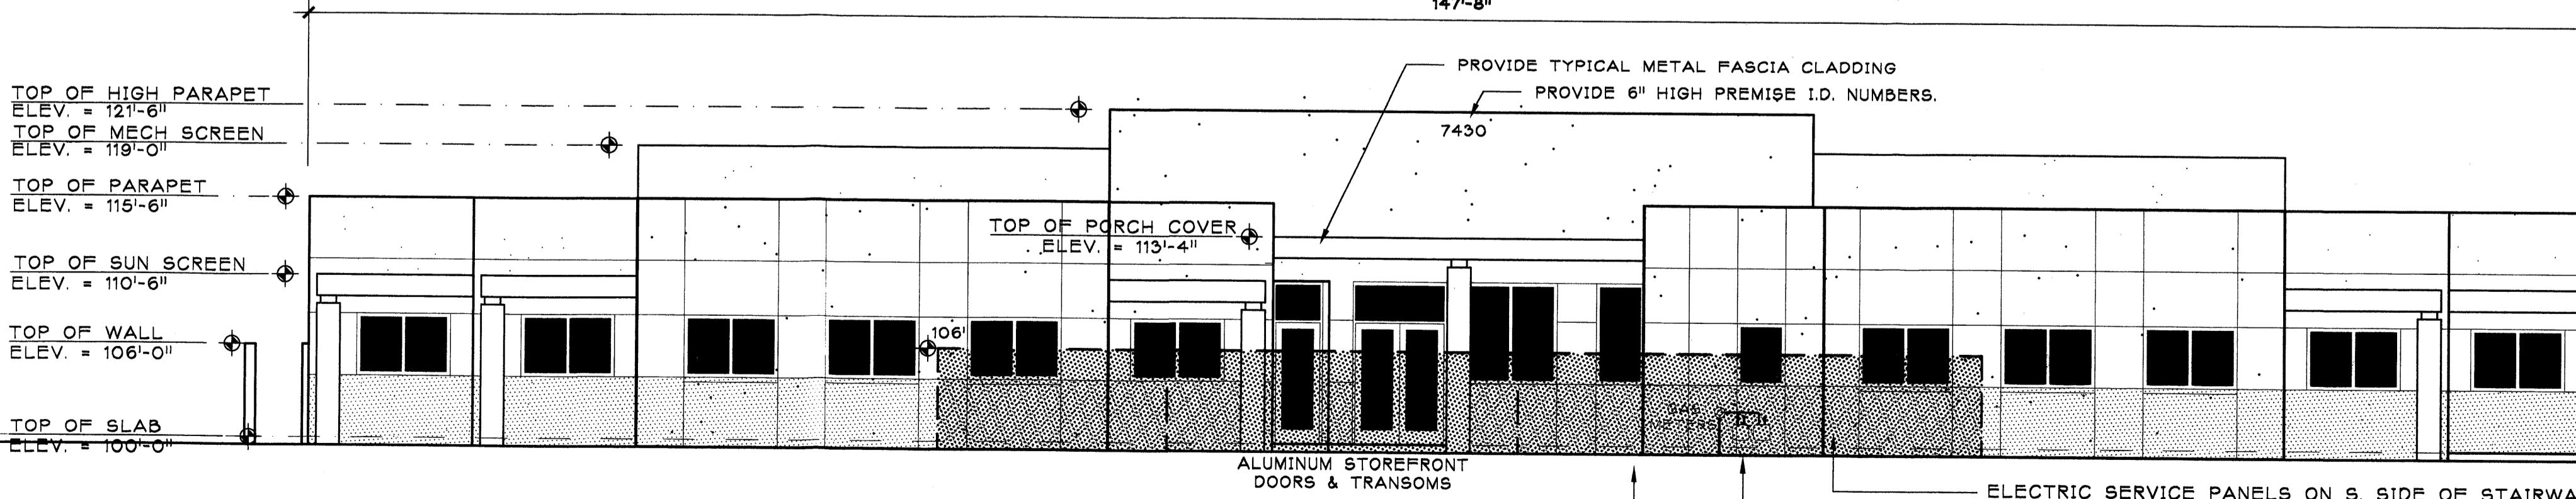 147'-8"
PROVIDE TYPICAL METAL FASCIA CLADDING
PROVIDE 6" HIGH PREMISE I.D. NUMBERS.
7430
TOP OF HIGH PARAPET
ELEV. = 121'-6"
TOP OF MECH SCREEN
ELEV. = 119'-0"
TOP OF PARAPET
ELEV. = 115'-6"
TOP OF PORCH COVER
ELEV. = 113'-4"
TOP OF SUN SCREEN
ELEV. = 110'-6"
TOP OF WALL
ELEV. = 106'-0"
106'
TOP OF SLAB
ELEV. = 100'-0"
GAS
METERS
ALUMINUM STOREFRONT
DOORS & TRANSOMS
ELECTRIC SERVICE PANELS ON S. SIDE OF STAIRWA